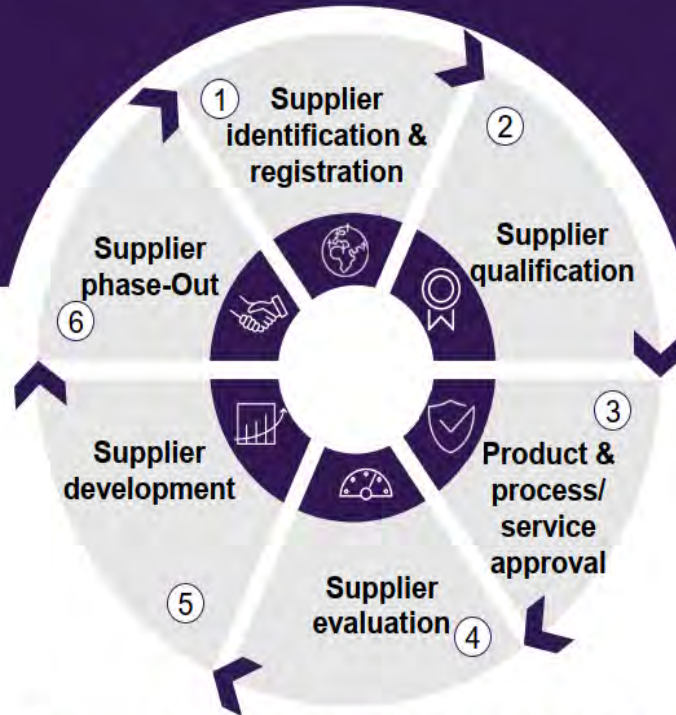 1
Supplier
identification &
registration
2
Supplier
qualification
3
Product &
process/
service
approval
4
Supplier
evaluation
5
Supplier
development
6
Supplier
phase-Out